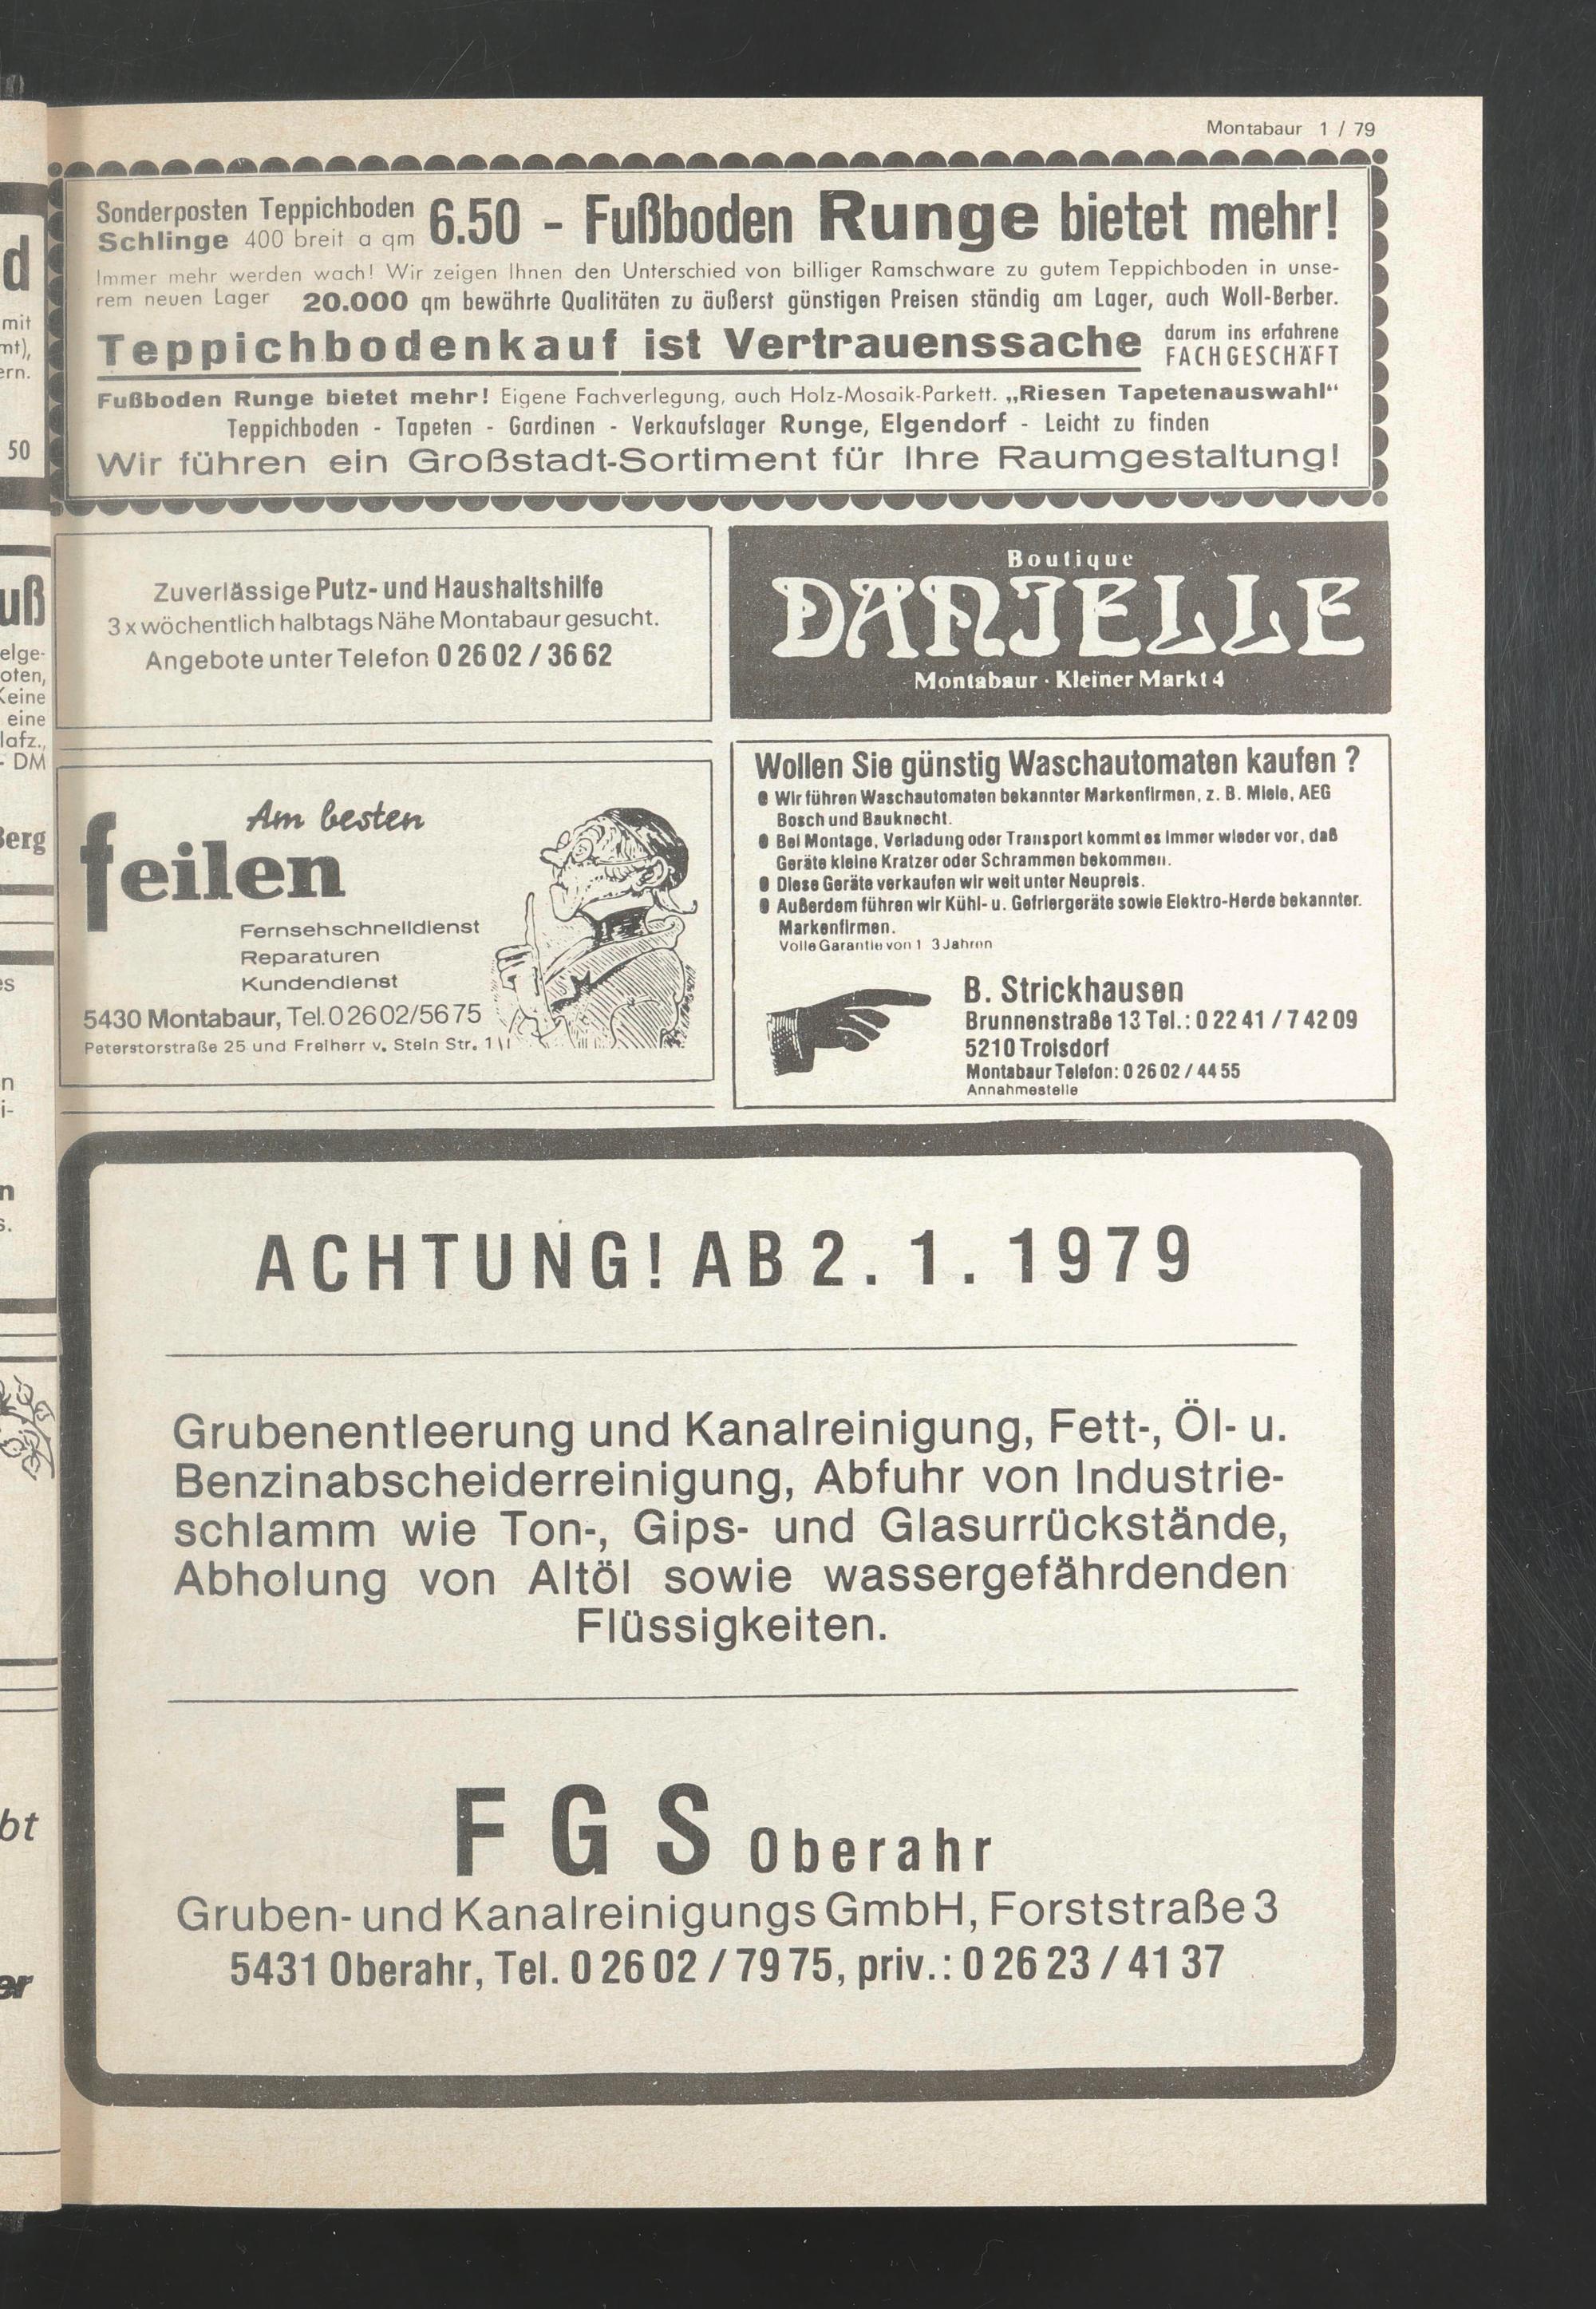 Montabaur 1 / 79
Sonderposten Teppichboden
Schlinge 400 breit a qm
6.50 - Fußboden Runge bietet mehr!
Immer mehr werden wach! Wir zeigen Ihnen den Unterschied von billiger Ramschware zu gutem Teppichboden in unse-
rem neuen Lager 20.000 qm bewährte Qualitäten zu äußerst günstigen Preisen ständig am Lager, auch Woll-Berber.
Teppichbodenkauf ist Vertrauenssache
darum ins erfahrene
FACHGESCHÄFT
Fußboden Runge bietet mehr! Eigene Fachverlegung, auch Holz-Mosaik-Parkett. „Riesen Tapetenauswahl“
Teppichboden - Tapeten - Gardinen - Verkaufslager Runge, Elgendorf - Leicht zu finden
Wir führen ein Großstadt-Sortiment für Ihre Raumgestaltung!
Zuverlässige Putz- und Haushaltshilfe
3 x wöchentlich halbtags Nähe Montabaur gesucht.
Angebote unter Telefon 0 26 02 / 36 62
Boutique
DANIELLE
Montabaur · Kleiner Markt 4
Am besten
feilen
Fernsehschnelldienst
Reparaturen
Kundendienst
5430 Montabaur, Tel. 02602/5675
Peterstorstraße 25 und Freiherr v. Stein Str. 1
Wollen Sie günstig Waschautomaten kaufen ?
● Wir führen Waschautomaten bekannter Markenfirmen, z. B. Miele, AEG
Bosch und Bauknecht.
● Bei Montage, Verladung oder Transport kommt es immer wieder vor, daß
Geräte kleine Kratzer oder Schrammen bekommen.
● Diese Geräte verkaufen wir weit unter Neupreis.
● Außerdem führen wir Kühl- u. Gefriergeräte sowie Elektro-Herde bekannter.
Markenfirmen.
Volle Garantie von 1 3 Jahren
B. Strickhausen
Brunnenstraße 13 Tel.: 0 22 41 / 7 42 09
5210 Troisdorf
Montabaur Telefon: 0 26 02 / 44 55
Annahmestelle
ACHTUNG! AB 2. 1. 1979
Grubenentleerung und Kanalreinigung, Fett-, Öl- u.
Benzinabscheiderreinigung, Abfuhr von Industrie-
schlamm wie Ton-, Gips- und Glasurrückstände,
Abholung von Altöl sowie wassergefährdenden
Flüssigkeiten.
F G S Oberahr
Gruben- und Kanalreinigungs GmbH, Forststraße 3
5431 Oberahr, Tel. 0 26 02 / 79 75, priv.: 0 26 23 / 41 37